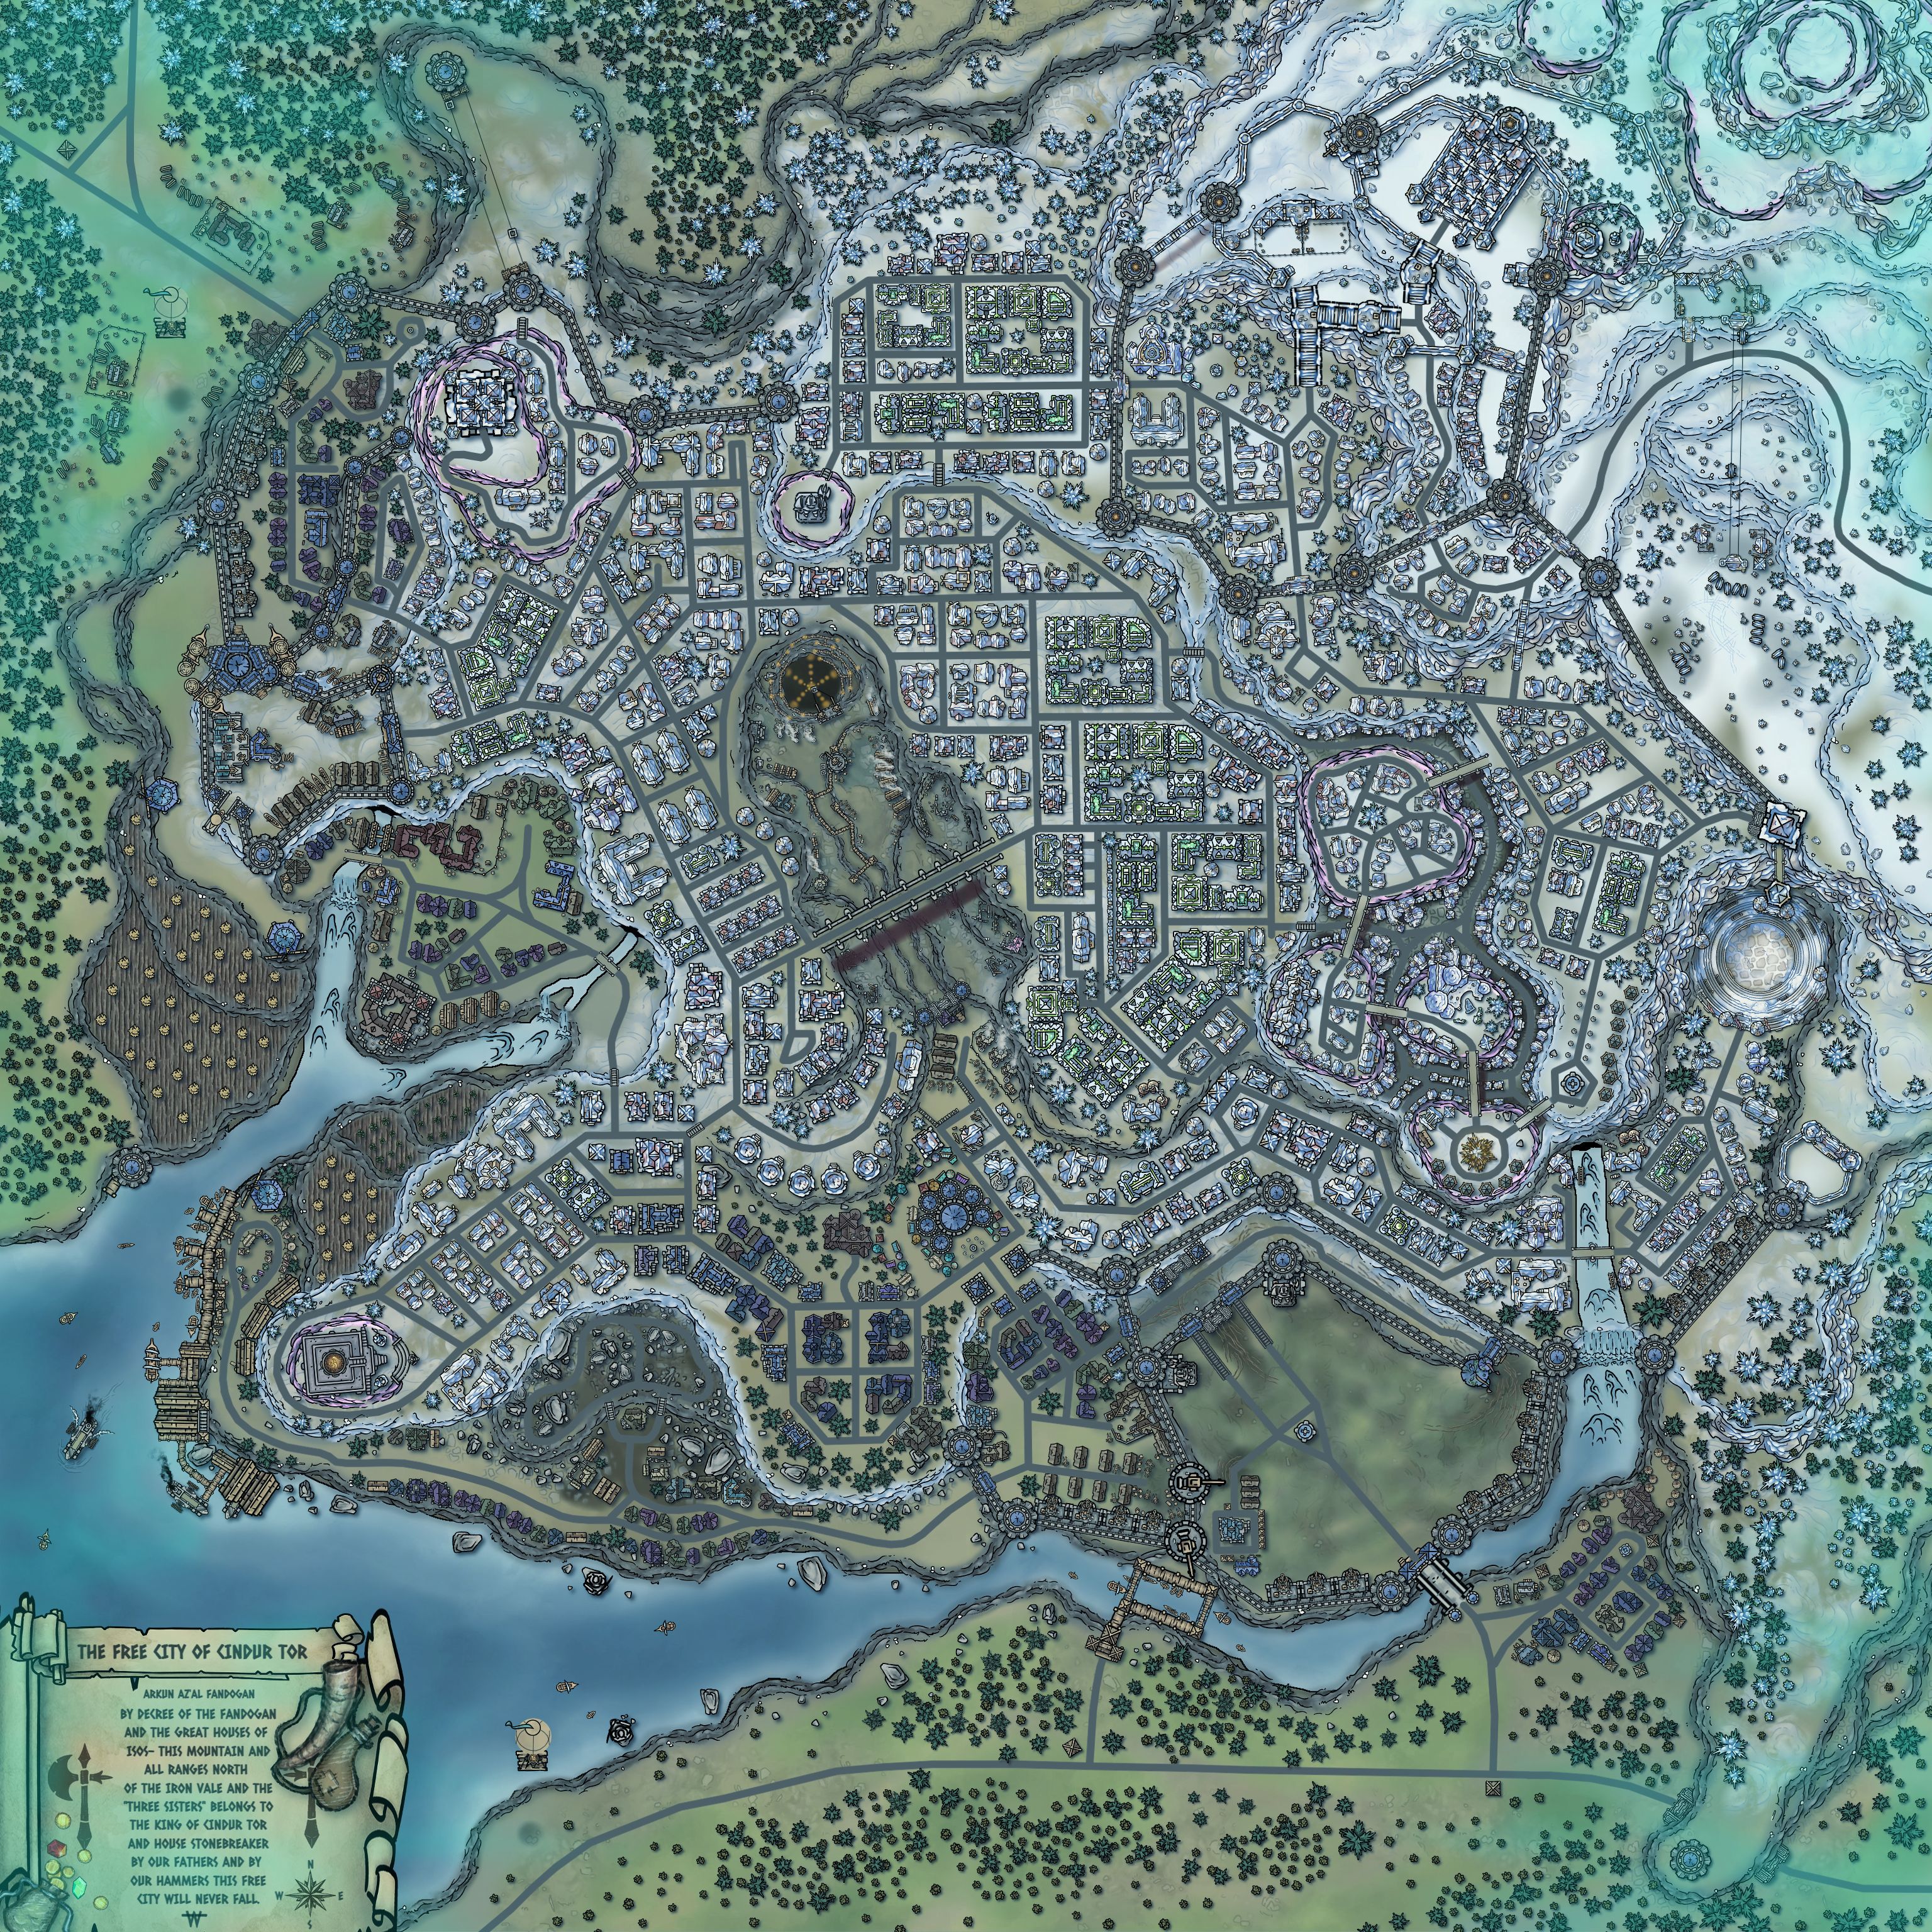 THE FREE CITY OF CINDUR TOR
ARKUN AZ'AL FANDOGAN
BY DECREE OF THE FANDOGAN
AND THE GREAT HOUSES OF
ISOS- THIS MOUNTAIN AND
ALL RANGES NORTH
OF THE IRON VALE AND THE
"THREE SISTERS" BELONGS TO
THE KING OF CINDUR TOR
AND HOUSE STONEBREAKER
BY OUR FATHERS AND BY
OUR HAMMERS THIS FREE
CITY WILL NEVER FALL.
N
W E
S